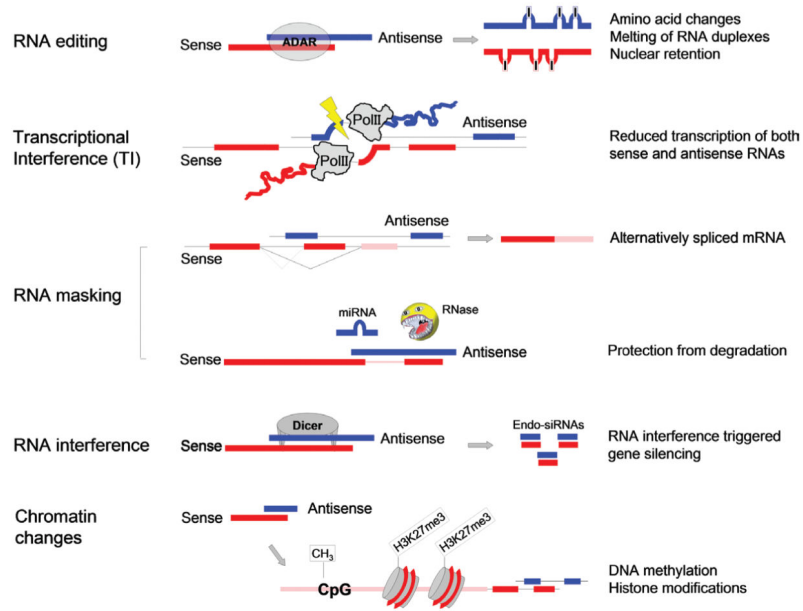 RNA editing
Sense
ADAR
Antisense
I I I
I I I
Amino acid changes
Melting of RNA duplexes
Nuclear retention
Transcriptional
Interference (TI)
Sense
PolII
PolII
Antisense
Reduced transcription of both
sense and antisense RNAs
RNA masking
Antisense
Sense
Alternatively spliced mRNA
miRNA
RNase
Antisense
Sense
Protection from degradation
RNA interference
Sense
Dicer
Antisense
Endo-siRNAs
RNA interference triggered
gene silencing
Chromatin
changes
Sense
Antisense
CH3
CpG
H3K27me3
H3K27me3
DNA methylation
Histone modifications